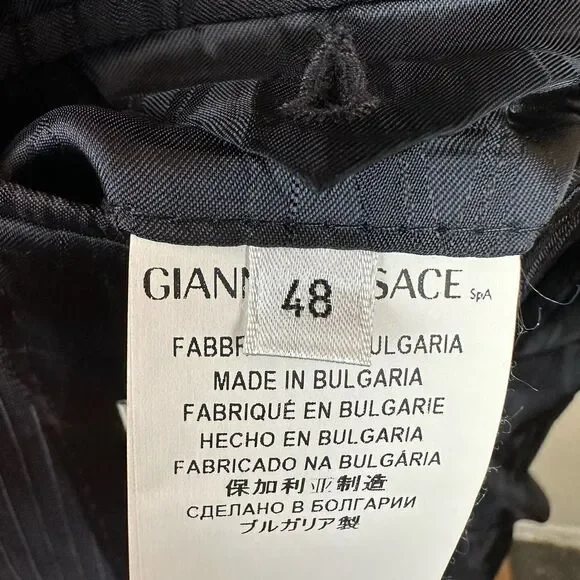 GIANN SACE SpA
48
FABBR ULGARIA
MADE IN BULGARIA
FABRIQUÉ EN BULGARIE
HECHO EN BULGARIA
FABRICADO NA BULGÁRIA
保加利亚制造
СДЕЛАНО В БОЛГАРИИ
ブルガリア製